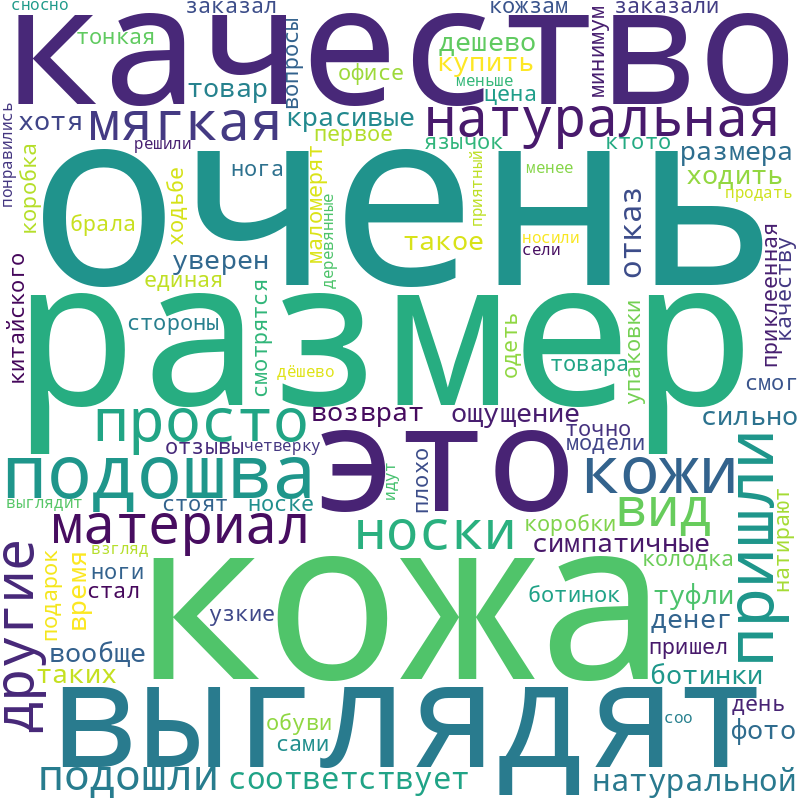 сносно
заказал
кожзам
заказали
качество
тонкая
вопросы
дешево
минимум
купить
офисе
меньше
товар
цена
хотя
мягкая
красивые
натуральная
понравились
первое
решили
язычок
ктото
размера
коробка
ходьбе
нога
маломерят
приятный
менее
ходить
продать
очень
брала
деревянные
такое
носили
сели
отказ
уверен
китайского
единая
приклеенная
качеству
размер
стороны
смотрятся
дёшево
одеть
упаковки
товара
смог
просто
возврат
ощущение
сильно
это
отзывы
четверку
точно
модели
подошва
идут
плохо
кожи
пришли
выглядит
стоят
носке
вид
материал
носки
коробки
натирают
другие
симпатичные
взгляд
подарок
время
ноги
стал
кожа
колодка
ботинок
туфли
узкие
денег
вообще
пришел
таких
ботинки
выглядят
день
обуви
соо
фото
сами
подошли
соответствует
натуральной